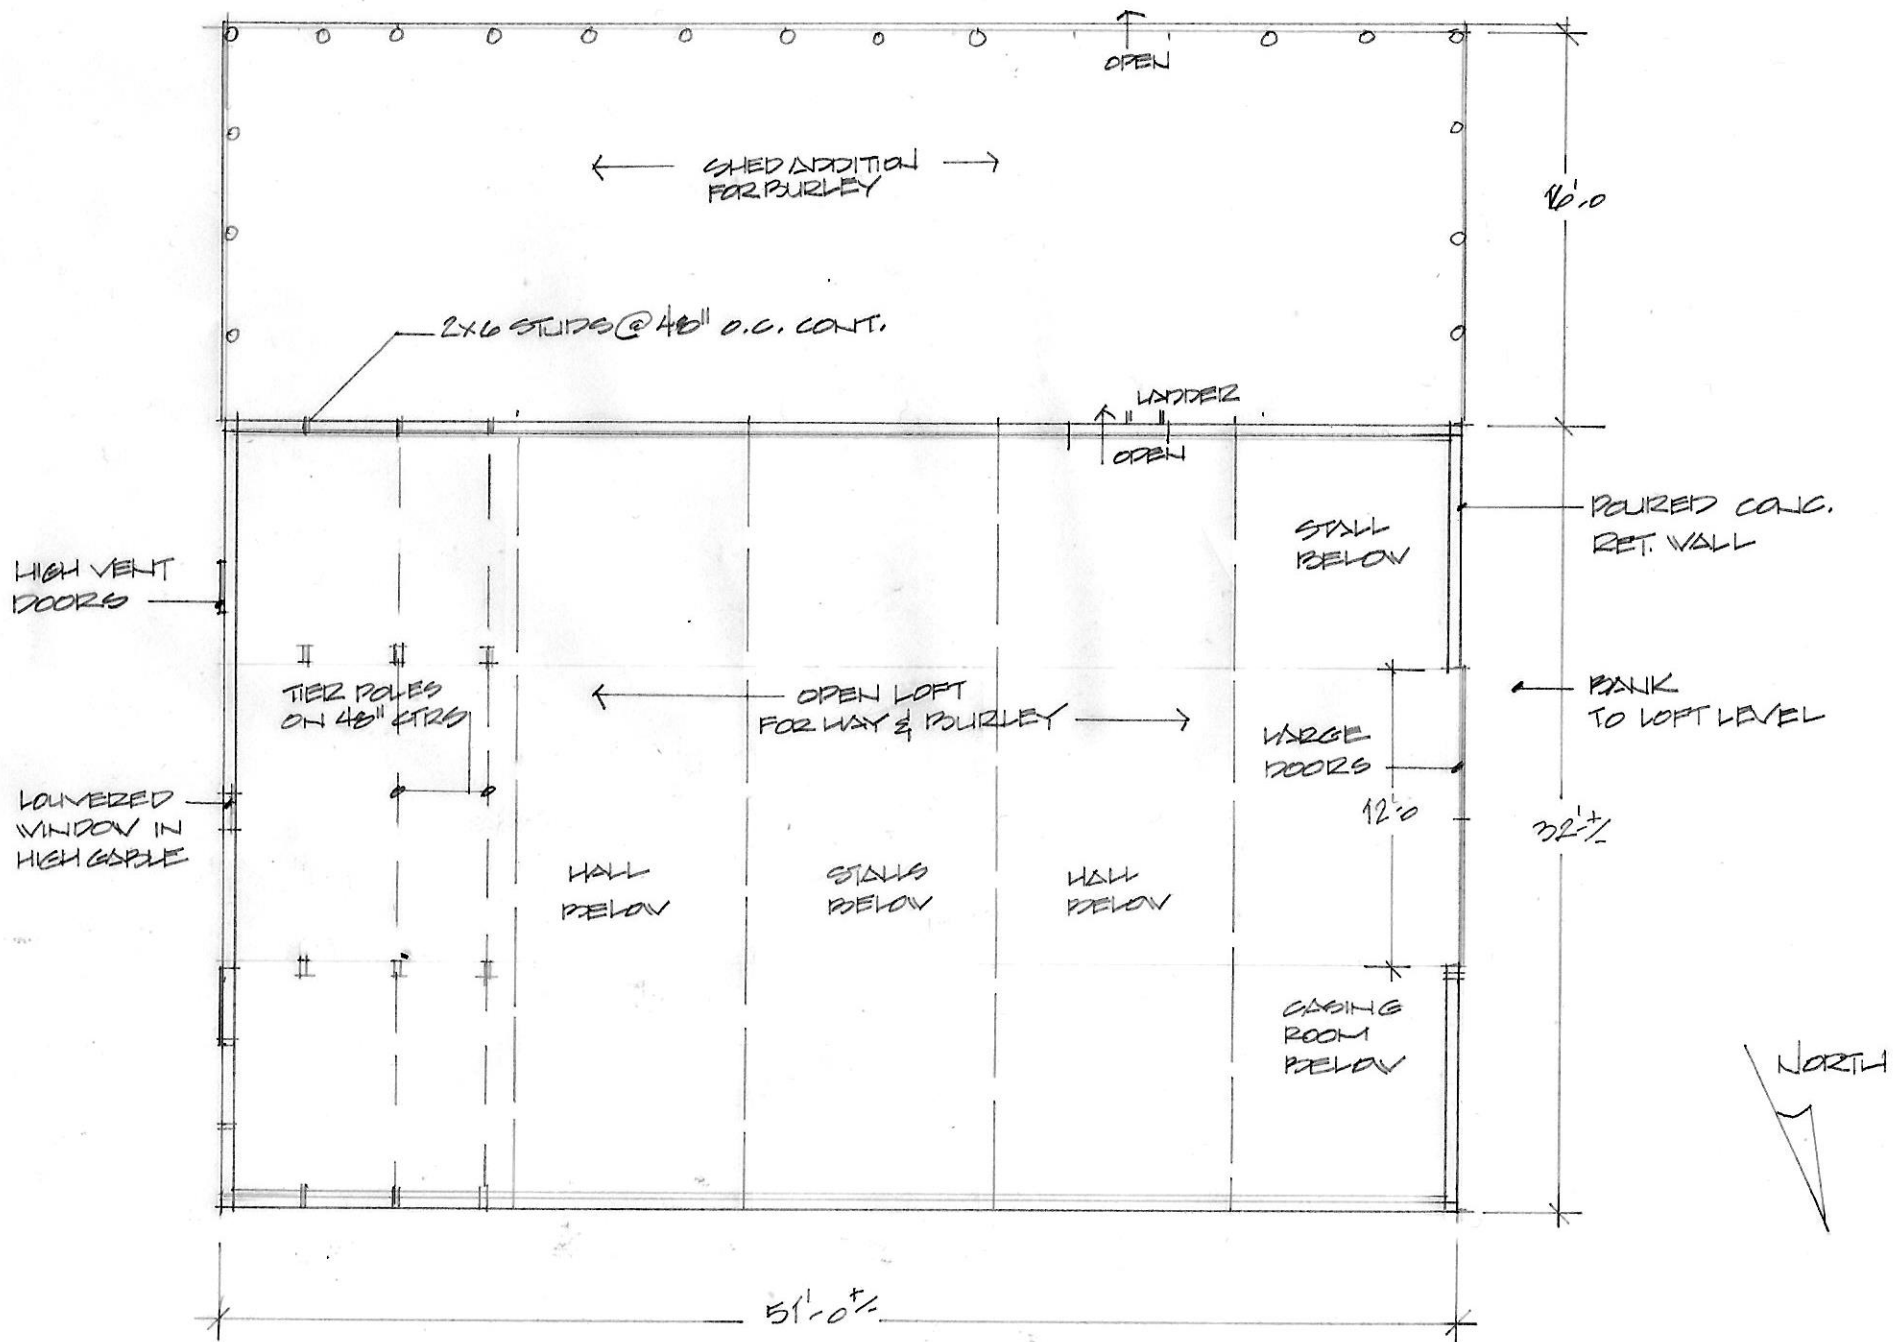 OPEN
SHED ADDITION
FOR BURLEY
16'-0
2X6 STUDS @ 48" O.C. CONT.
LADDER
OPEN
STALL
BELOW
POURED CONC.
RET. WALL
HIGH VENT
DOORS
TIER POLES
ON 48" CTRS
OPEN LOFT
FOR HAY & BURLEY
BANK
TO LOFT LEVEL
LARGE
DOORS
12'-0
32'+/-
LOUVERED
WINDOW IN
HIGH GABLE
HALL
BELOW
STALLS
BELOW
HALL
BELOW
CASING
ROOM
BELOW
NORTH
51'-0 +/-